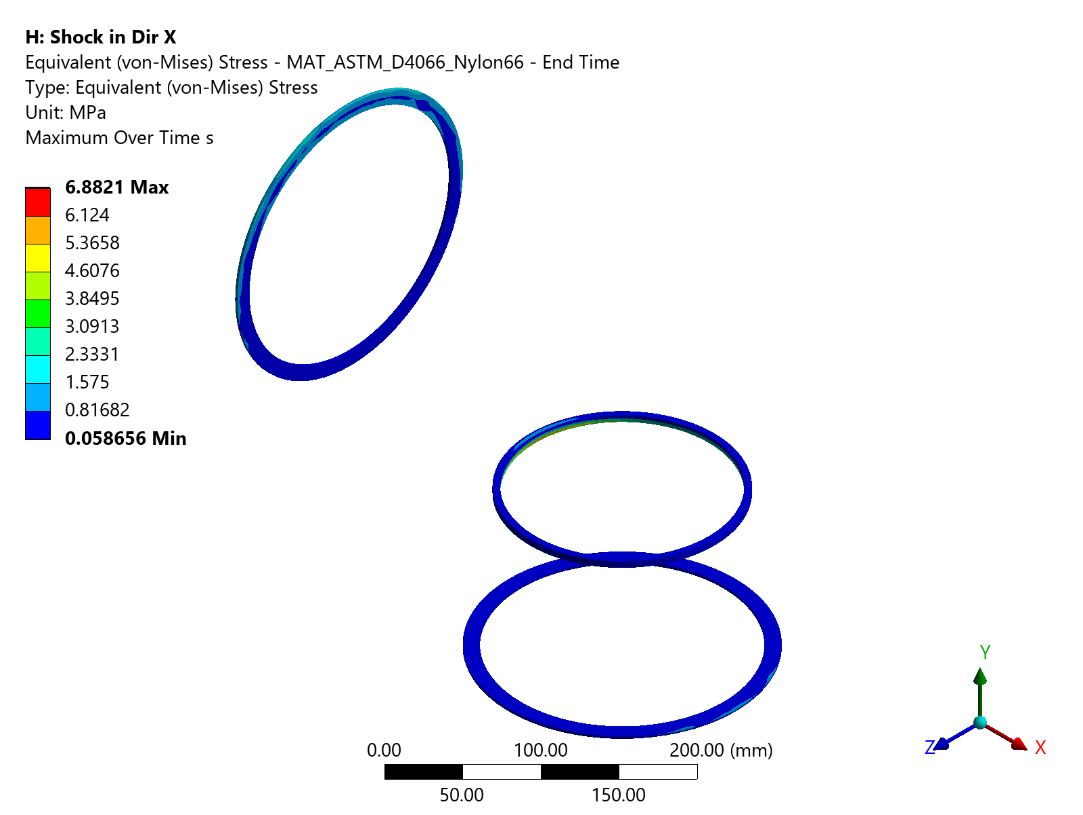 H: Shock in Dir X
Equivalent (von-Mises) Stress - MAT_ASTM_D4066_Nylon66 - End Time
Type: Equivalent (von-Mises) Stress
Unit: MPa
Maximum Over Time s
6.8821 Max
6.124
5.3658
4.6076
3.8495
3.0913
2.3331
1.575
0.81682
0.058656 Min
Y
Z
X
0.00 100.00 200.00 (mm)
50.00 150.00